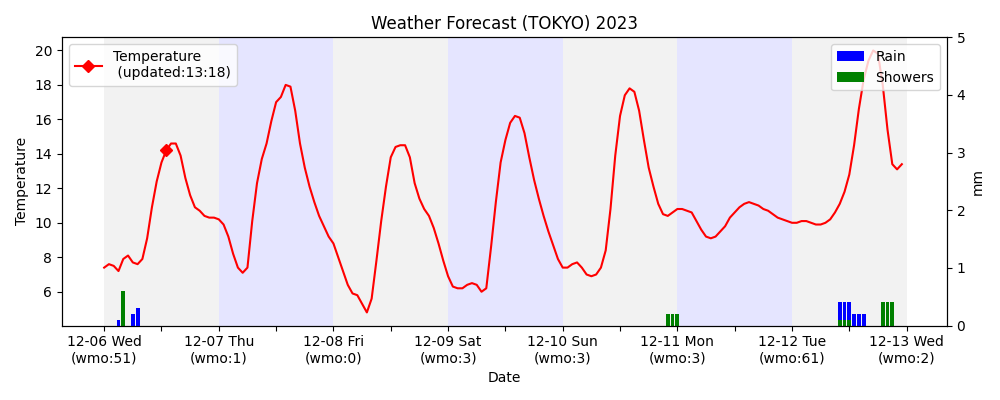 Weather Forecast (TOKYO) 2023
Temperature
(updated:13:18)
Rain
Showers
20
18
16
14
12
10
8
6
Temperature
5
4
3
2
1
0
mm
12-06 Wed 12-07 Thu 12-08 Fri 12-09 Sat 12-10 Sun 12-11 Mon 12-12 Tue 12-13 Wed
(wmo:51) (wmo:1) (wmo:0) (wmo:3) (wmo:3) (wmo:3) (wmo:61) (wmo:2)
Date